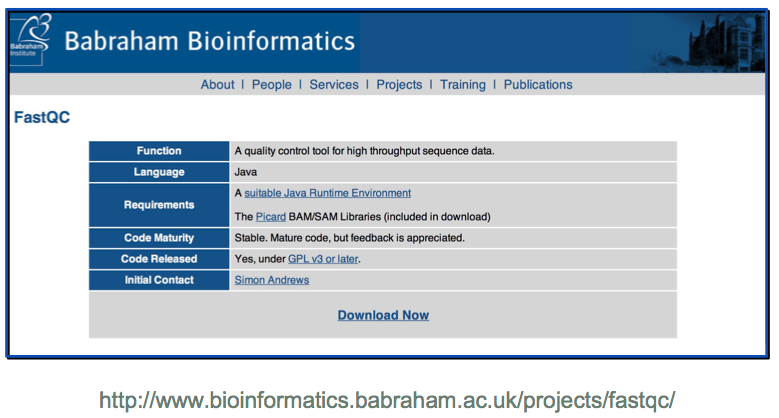 Babraham
Institute
Babraham Bioinformatics
About | People | Services | Projects | Training | Publications
FastQC
Function A quality control tool for high throughput sequence data.
Language Java
Requirements A suitable Java Runtime Environment
The Picard BAM/SAM Libraries (included in download)
Code Maturity Stable. Mature code, but feedback is appreciated.
Code Released Yes, under GPL v3 or later.
Initial Contact Simon Andrews
Download Now
http://www.bioinformatics.babraham.ac.uk/projects/fastqc/